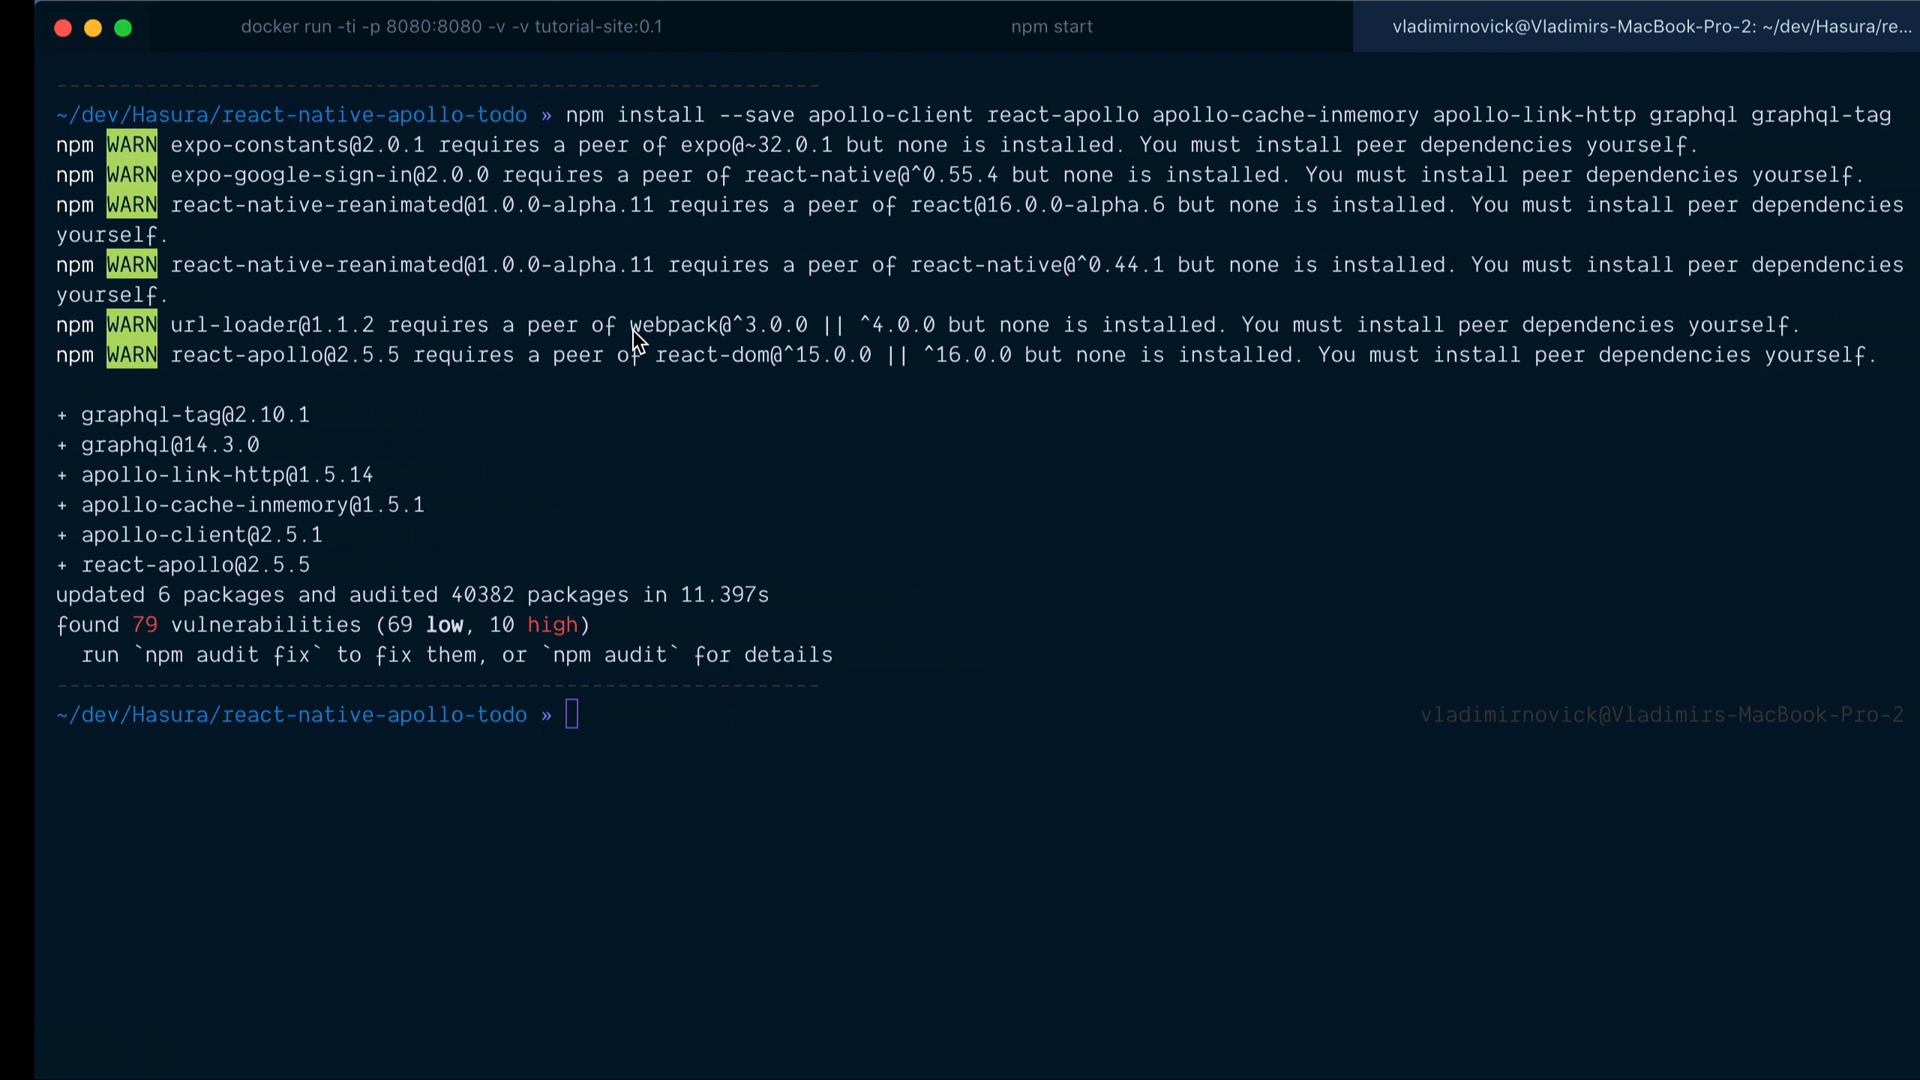 docker run -ti -p 8080:8080 -v -v tutorial-site:0.1 npm start vladimirnovick@Vladimirs-MacBook-Pro-2: ~/dev/Hasura/re...
------------------------------------------------------------
~/dev/Hasura/react-native-apollo-todo » npm install --save apollo-client react-apollo apollo-cache-inmemory apollo-link-http graphql graphql-tag
npm WARN expo-constants@2.0.1 requires a peer of expo@~32.0.1 but none is installed. You must install peer dependencies yourself.
npm WARN expo-google-sign-in@2.0.0 requires a peer of react-native@^0.55.4 but none is installed. You must install peer dependencies yourself.
npm WARN react-native-reanimated@1.0.0-alpha.11 requires a peer of react@16.0.0-alpha.6 but none is installed. You must install peer dependencies
yourself.
npm WARN react-native-reanimated@1.0.0-alpha.11 requires a peer of react-native@^0.44.1 but none is installed. You must install peer dependencies
yourself.
npm WARN url-loader@1.1.2 requires a peer of webpack@^3.0.0 || ^4.0.0 but none is installed. You must install peer dependencies yourself.
npm WARN react-apollo@2.5.5 requires a peer of react-dom@^15.0.0 || ^16.0.0 but none is installed. You must install peer dependencies yourself.
+ graphql-tag@2.10.1
+ graphql@14.3.0
+ apollo-link-http@1.5.14
+ apollo-cache-inmemory@1.5.1
+ apollo-client@2.5.1
+ react-apollo@2.5.5
updated 6 packages and audited 40382 packages in 11.397s
found 79 vulnerabilities (69 low, 10 high)
run `npm audit fix` to fix them, or `npm audit` for details
------------------------------------------------------------
~/dev/Hasura/react-native-apollo-todo » vladimirnovick@Vladimirs-MacBook-Pro-2